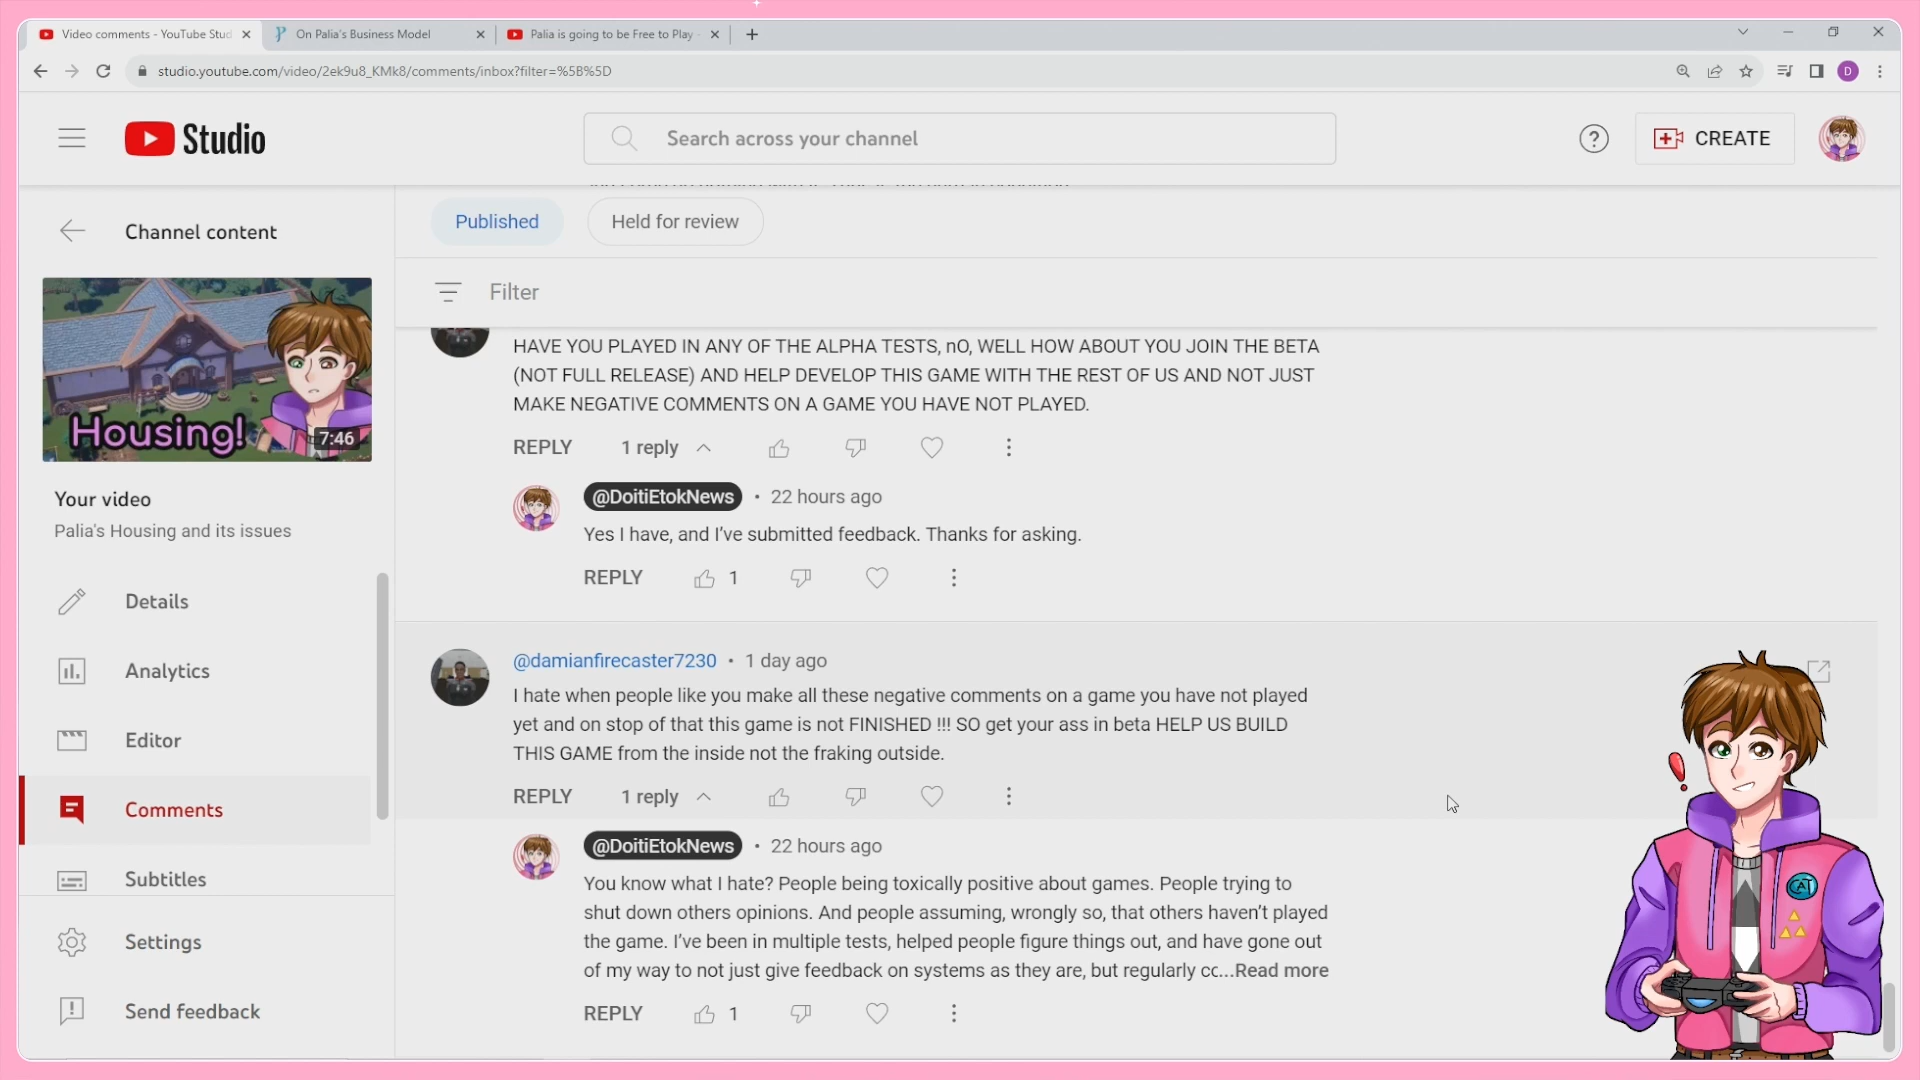 Video comments - YouTube Stud
On Palia's Business Model
Palia is going to be Free to Play -
studio.youtube.com/video/2ek9u8_KMk8/comments/inbox?filter=%5B%5D
D
Studio
Search across your channel
?
CREATE
Channel content
Published
Held for review
Filter
Housing!
7:46
Your video
Palia's Housing and its issues
Details
Analytics
Editor
Comments
Subtitles
Settings
Send feedback
HAVE YOU PLAYED IN ANY OF THE ALPHA TESTS, nO, WELL HOW ABOUT YOU JOIN THE BETA
(NOT FULL RELEASE) AND HELP DEVELOP THIS GAME WITH THE REST OF US AND NOT JUST
MAKE NEGATIVE COMMENTS ON A GAME YOU HAVE NOT PLAYED.
REPLY 1 reply
@DoitiEtokNews • 22 hours ago
Yes I have, and I've submitted feedback. Thanks for asking.
REPLY 1
@damianfirecaster7230 • 1 day ago
I hate when people like you make all these negative comments on a game you have not played
yet and on stop of that this game is not FINISHED !!! SO get your ass in beta HELP US BUILD
THIS GAME from the inside not the fraking outside.
REPLY 1 reply
@DoitiEtokNews • 22 hours ago
You know what I hate? People being toxically positive about games. People trying to
shut down others opinions. And people assuming, wrongly so, that others haven't played
the game. I've been in multiple tests, helped people figure things out, and have gone out
of my way to not just give feedback on systems as they are, but regularly cc...Read more
REPLY 1
CAT